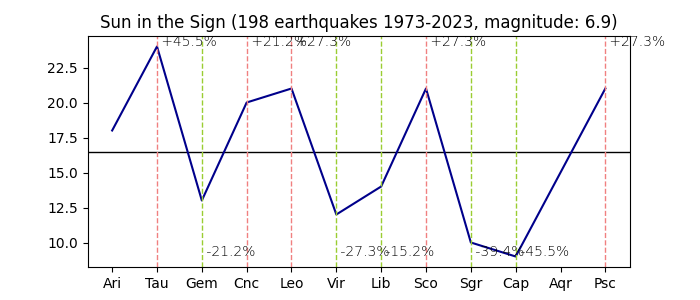 Sun in the Sign (198 earthquakes 1973-2023, magnitude: 6.9)
+45.5% +21.2% +27.3% +27.3% +27.3%
22.5
20.0
17.5
15.0
12.5
10.0
-21.2% -27.3% -15.2% -39.4% -45.5%
Ari Tau Gem Cnc Leo Vir Lib Sco Sgr Cap Aqr Psc